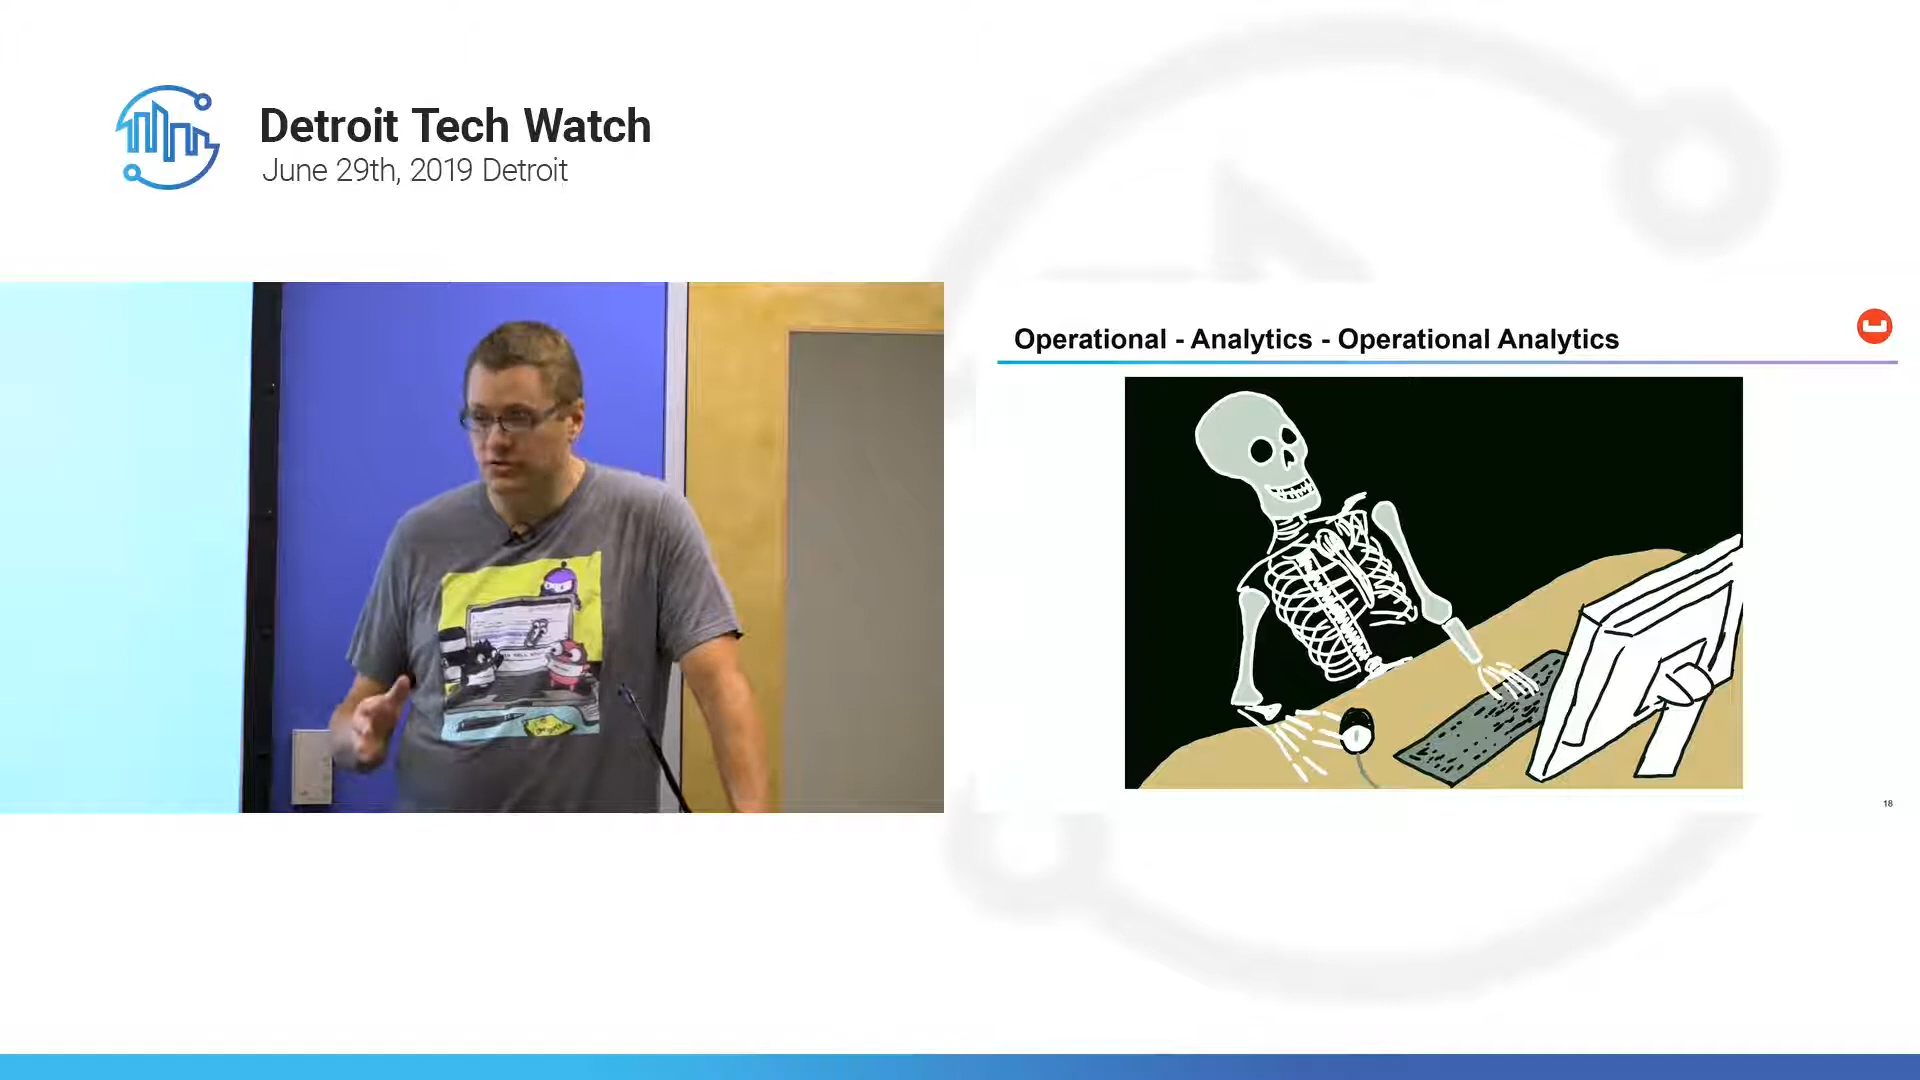 Detroit Tech Watch
June 29th, 2019 Detroit
Operational - Analytics - Operational Analytics
18